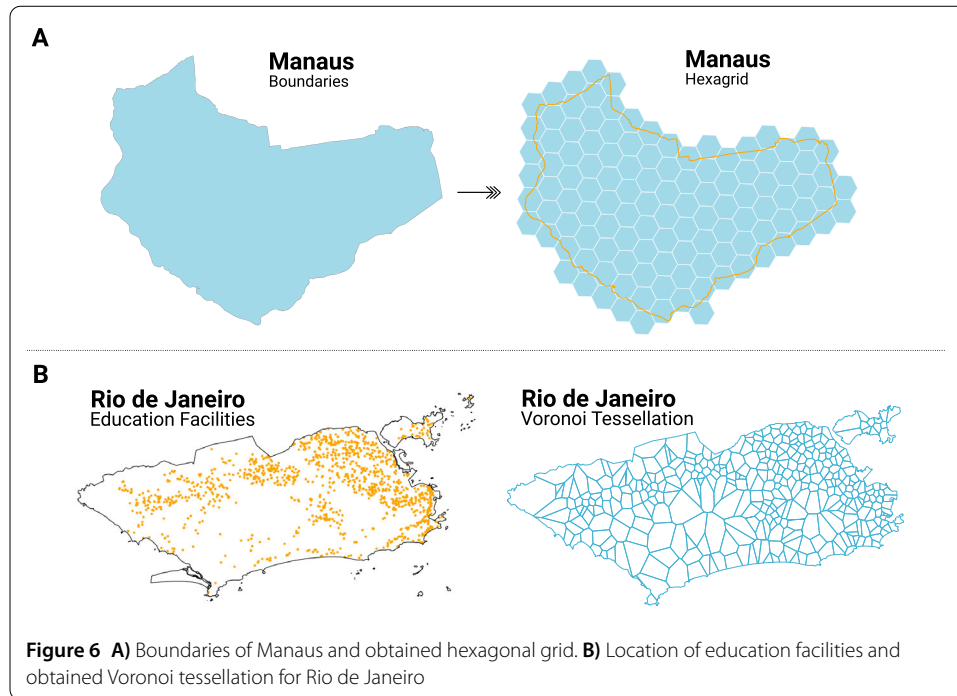 A
Manaus
Boundaries
Manaus
Hexagrid
B
Rio de Janeiro
Education Facilities
Rio de Janeiro
Voronoi Tessellation
Figure 6 A) Boundaries of Manaus and obtained hexagonal grid. B) Location of education facilities and
obtained Voronoi tessellation for Rio de Janeiro